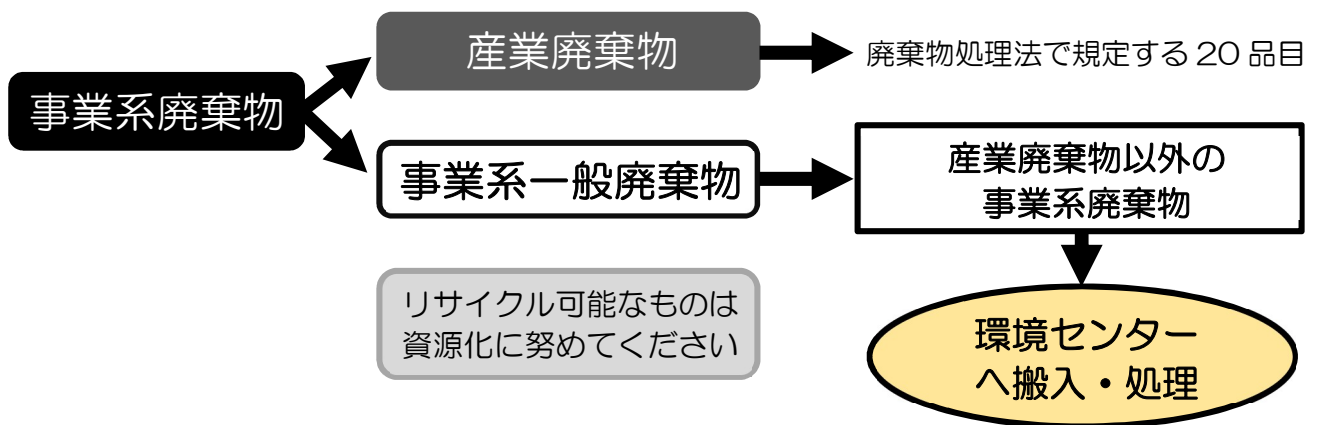 事業系廃棄物
産業廃棄物
廃棄物処理法で規定する20品目
事業系一般廃棄物
産業廃棄物以外の
事業系廃棄物
リサイクル可能なものは
資源化に努めてください
環境センター
へ搬入・処理